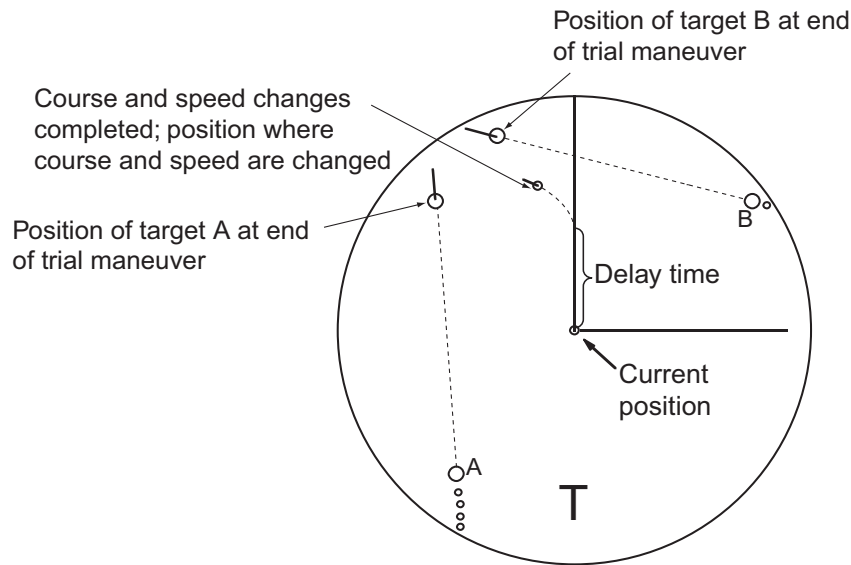 Position of target B at end
of trial maneuver
Course and speed changes
completed; position where
course and speed are changed
B
Position of target A at end
of trial maneuver
Delay time
Current
position
A
T